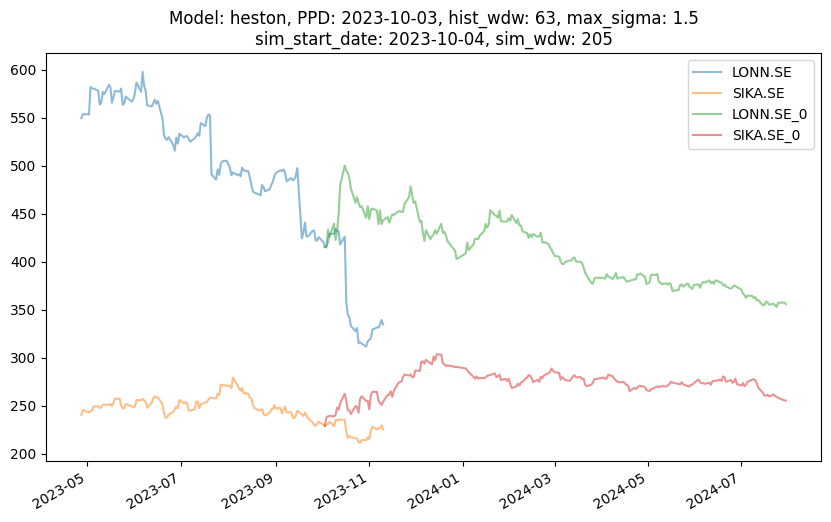 Model: heston, PPD: 2023-10-03, hist_wdw: 63, max_sigma: 1.5
sim_start_date: 2023-10-04, sim_wdw: 205
LONN.SE
SIKA.SE
LONN.SE_0
SIKA.SE_0
600
550
500
450
400
350
300
250
200
2023-05
2023-07
2023-09
2023-11
2024-01
2024-03
2024-05
2024-07